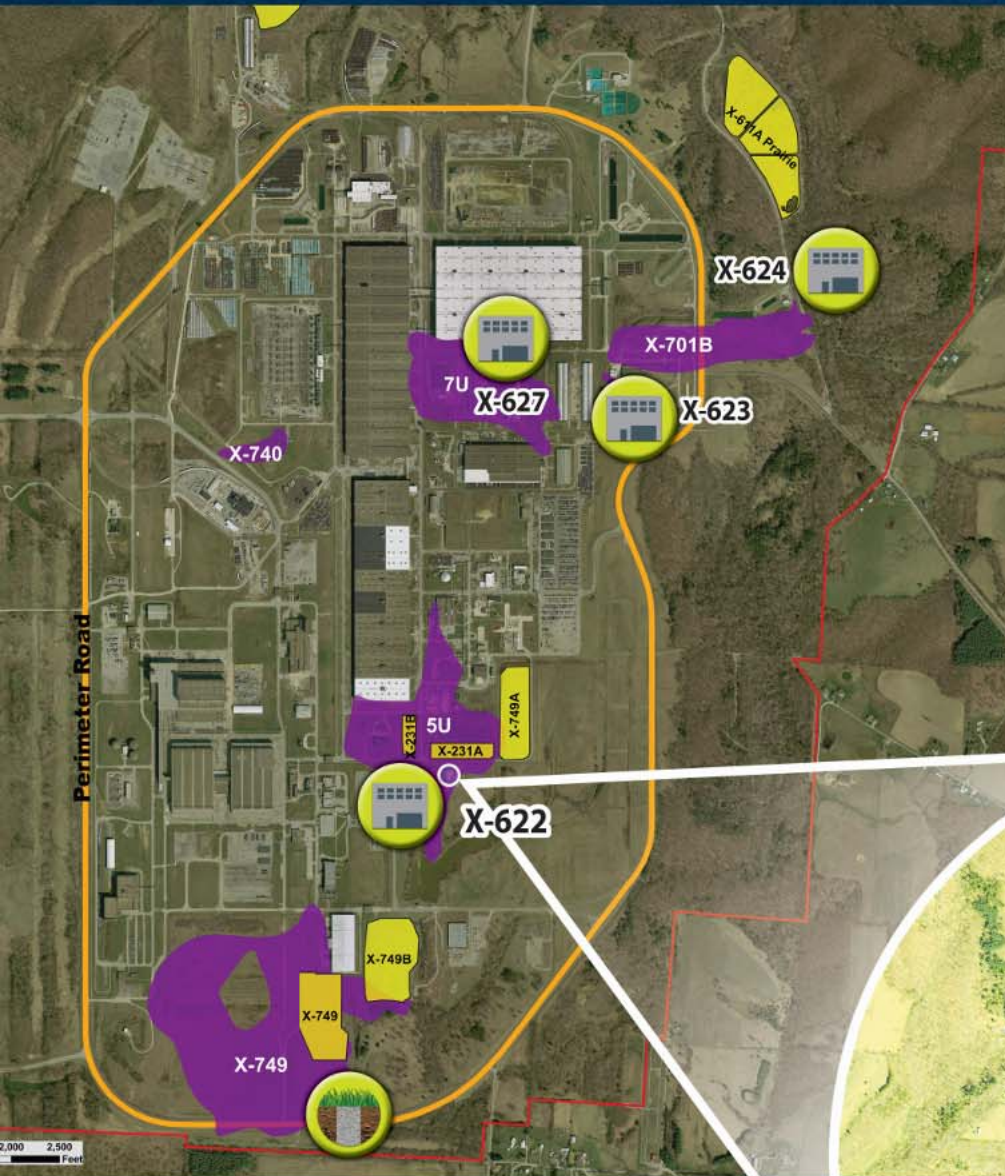 X-611A Prairie
X-624
X-701B
7U
X-627
X-623
X-740
Perimeter Road
X-749A
X-231B
5U
X-231A
X-622
X-749B
X-749
X-749
2,000 2,500
Feet